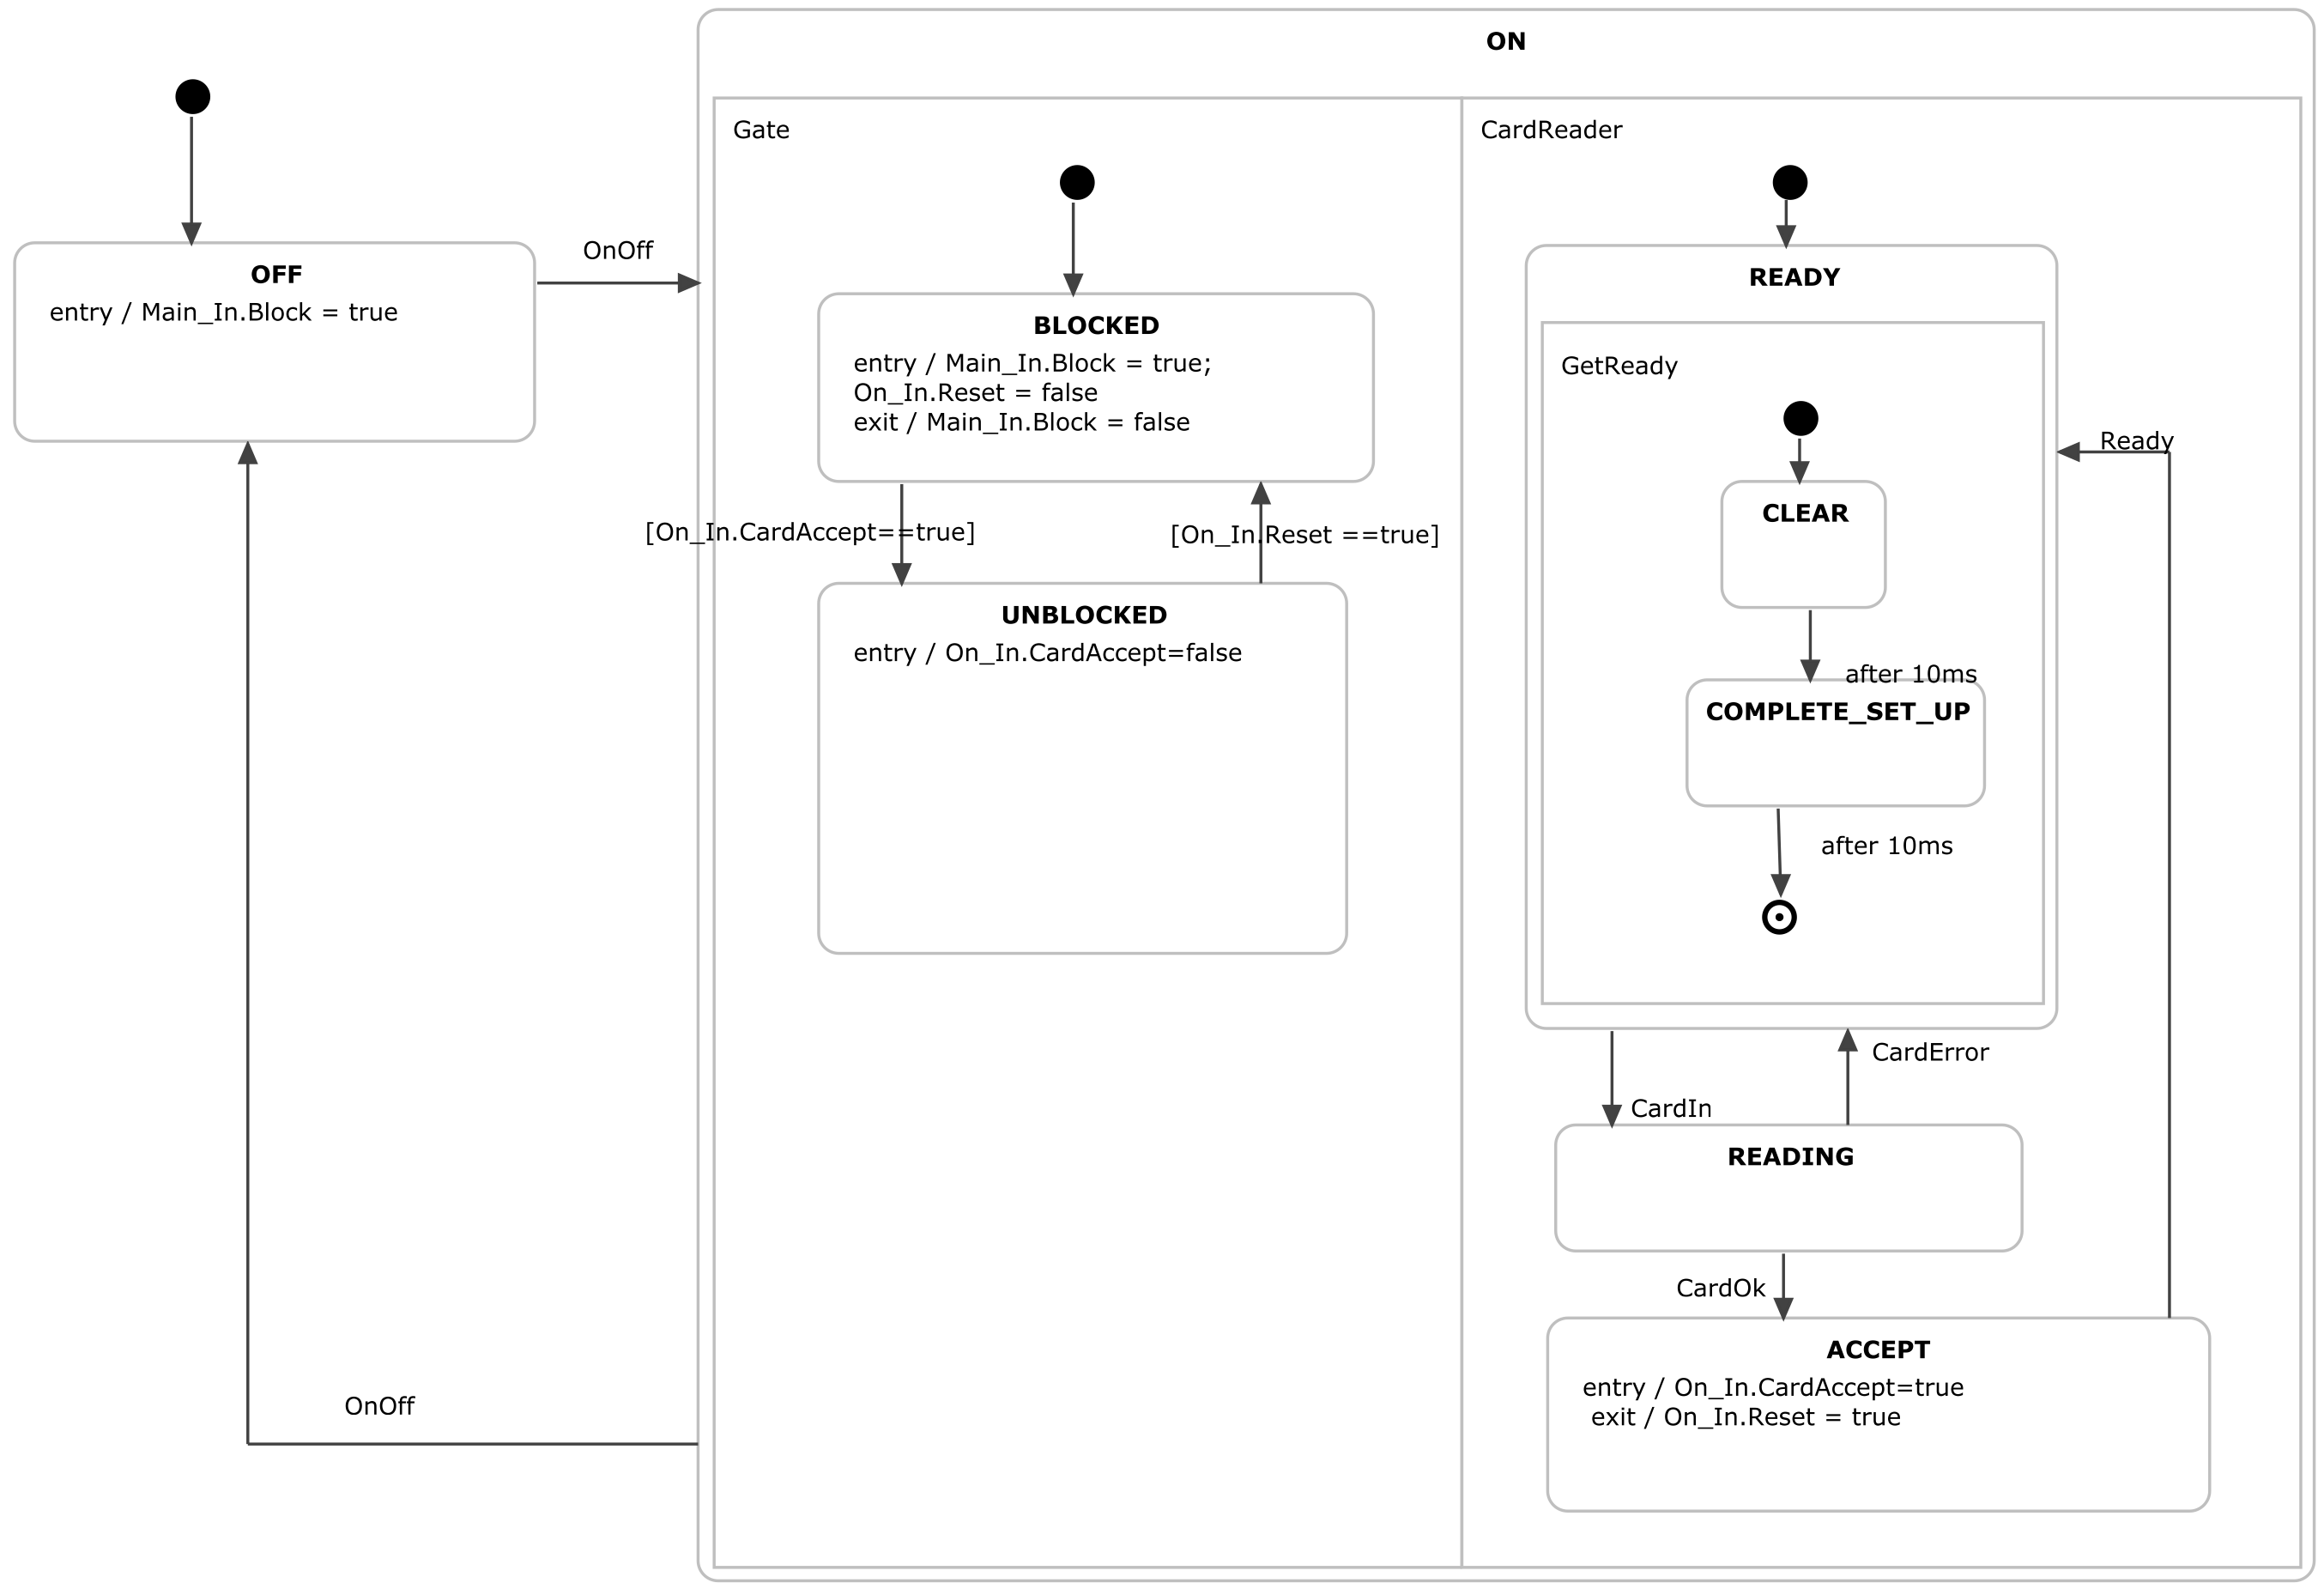 ON
Gate
CardReader
OFF
entry / Main_In.Block = true
OnOff
BLOCKED
entry / Main_In.Block = true;
On_In.Reset = false
exit / Main_In.Block = false
[On_In.CardAccept==true]
[On_In.Reset ==true]
UNBLOCKED
entry / On_In.CardAccept=false
READY
GetReady
CLEAR
after 10ms
COMPLETE_SET_UP
after 10ms
Ready
CardError
CardIn
READING
CardOk
ACCEPT
entry / On_In.CardAccept=true
exit / On_In.Reset = true
OnOff